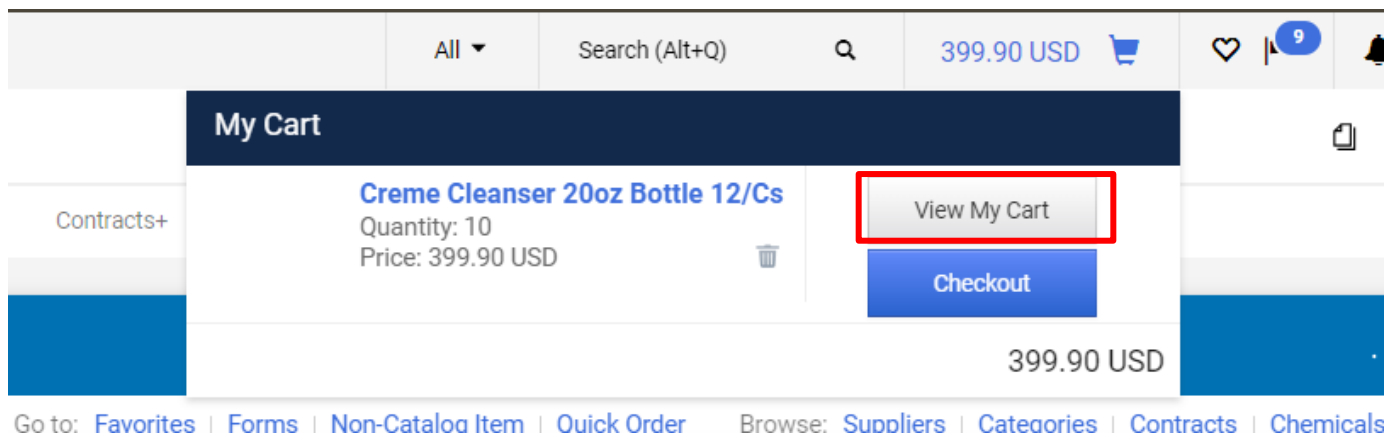 All Search (Alt+Q) 399.90 USD 9
My Cart
Contracts+
Creme Cleanser 20oz Bottle 12/Cs
Quantity: 10
Price: 399.90 USD
View My Cart
Checkout
399.90 USD
Go to: Favorites | Forms | Non-Catalog Item | Quick Order Browse: Suppliers | Categories | Contracts | Chemicals